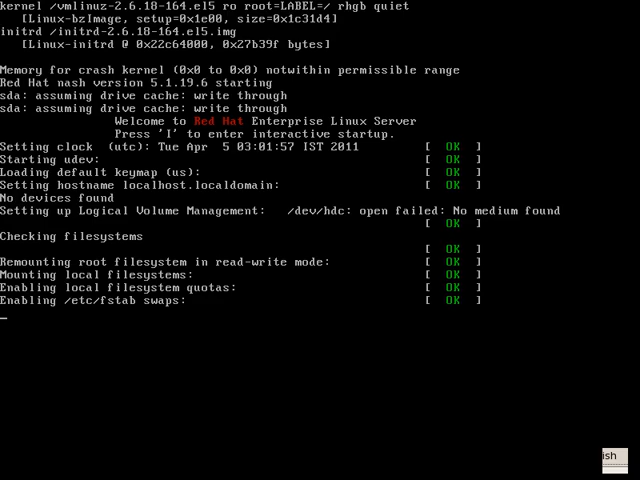 kernel /vmlinuz-2.6.18-164.el5 ro root=LABEL=/ rhgb quiet
[Linux-bzImage, setup=0x1e00, size=0x1c31d4]
initrd /initrd-2.6.18-164.el5.img
[Linux-initrd @ 0x22c64000, 0x27b39f bytes]
Memory for crash kernel (0x0 to 0x0) notwithin permissible range
Red Hat nash version 5.1.19.6 starting
sda: assuming drive cache: write through
sda: assuming drive cache: write through
Welcome to Red Hat Enterprise Linux Server
Press 'I' to enter interactive startup.
Setting clock  (utc): Tue Apr  5 03:01:57 IST 2011 [  OK  ]
Starting udev: [  OK  ]
Loading default keymap (us): [  OK  ]
Setting hostname localhost.localdomain: [  OK  ]
No devices found
Setting up Logical Volume Management:   /dev/hdc: open failed: No medium found
[  OK  ]
Checking filesystems
[  OK  ]
Remounting root filesystem in read-write mode: [  OK  ]
Mounting local filesystems: [  OK  ]
Enabling local filesystem quotas: [  OK  ]
Enabling /etc/fstab swaps: [  OK  ]
ish